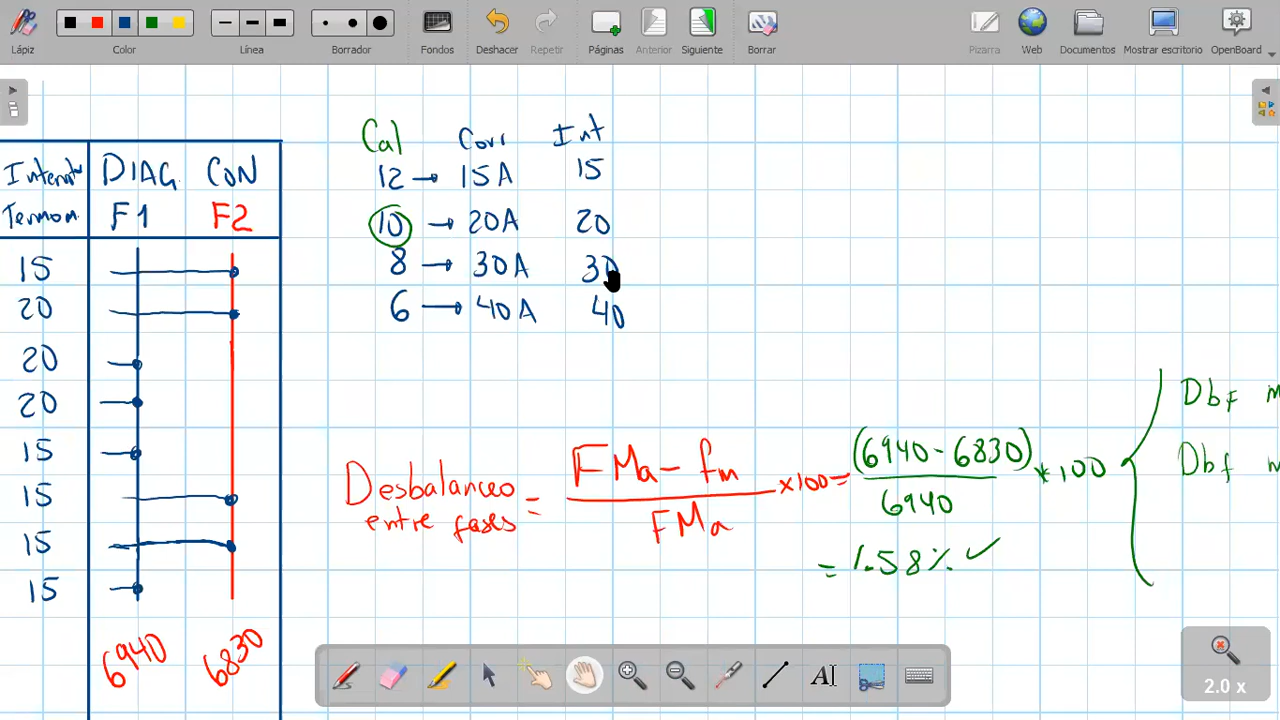 Lápiz
Color
Línea
Borrador
Fondos
Deshacer
Repetir
Páginas
Anterior
Siguiente
Borrar
Pizarra
Web
Documentos
Mostrar escritorio
OpenBoard
DIAG. CON
Termom F1 F2
15
20
20
20
15
15
15
15
6940 6830
Cal Corr Int
12 → 15A 15
10 → 20A 20
8 → 30A 30
6 → 40A 40
Desbalanceo entre fases = FMa - fm / FMa x100 = (6940 - 6830) / 6940 * 100
= 1.58% ✓
Dbf m
Dbf m
2.0 x